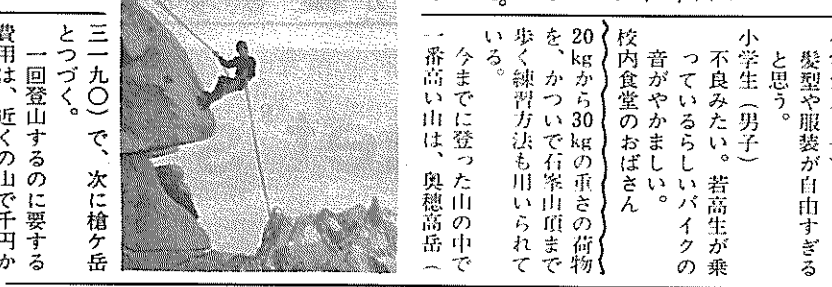 髪型や服装が自由すぎる
と思う。
小学生（男子）
不良みたい。若高生が乗
っているらしいバイクの
音がやかましい。
校内食堂のおばさん
20kgから30kgの重さの荷物
を、かついで石峯山頂まで
歩く練習方法も用いられて
いる。
今までに登った山の中で
一番高い山は、奥穂高岳（
三一九〇）で、次に槍ケ岳
とつづく。
一回登山するのに要する
費用は、近くの山で千円か